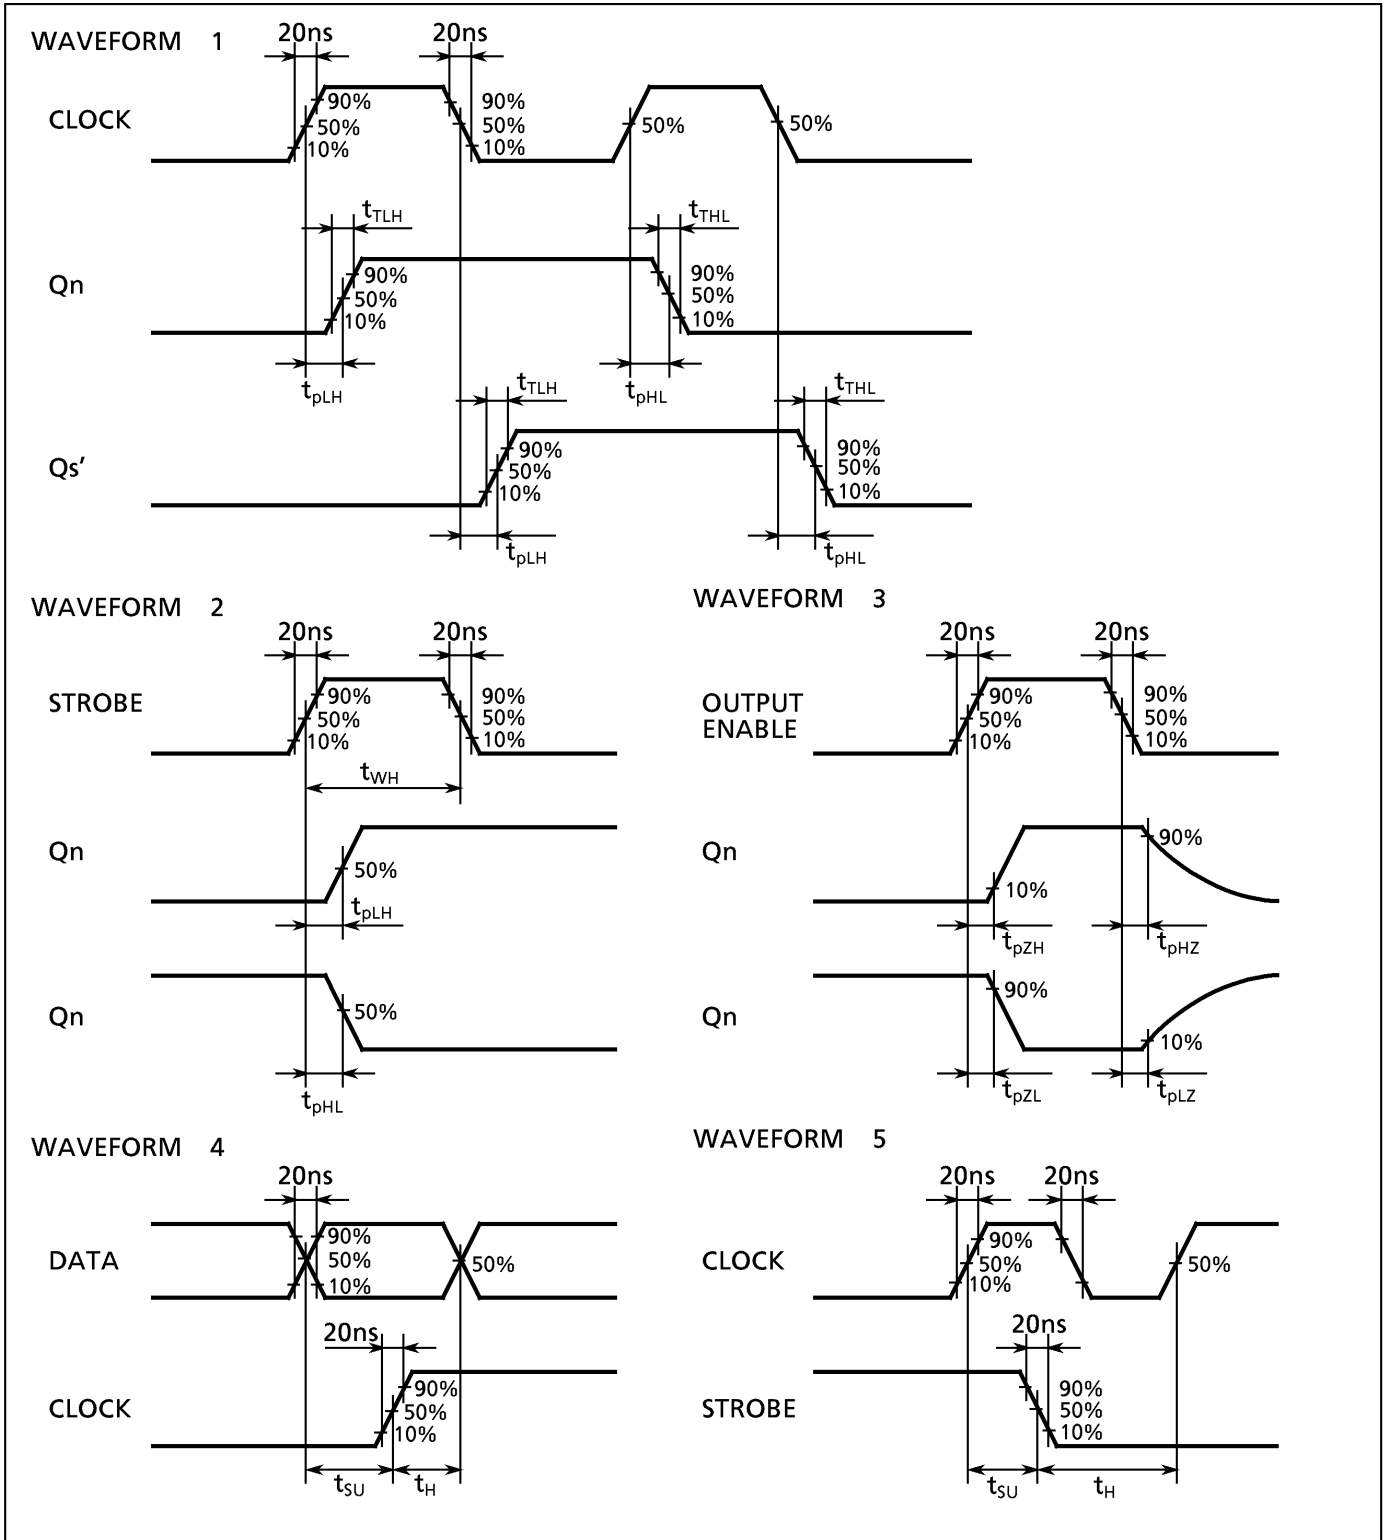 WAVEFORM 1
20ns 20ns
CLOCK
90% 90%
50% 50% 50% 50%
10% 10%
tTLH tTHL
Qn
90% 90%
50% 50%
10% 10%
tpLH tpHL
tTLH tTHL
Qs′
90% 90%
50% 50%
10% 10%
tpLH tpHL
WAVEFORM 2
20ns 20ns
STROBE
90% 90%
50% 50%
10% 10%
tWH
Qn
50%
tpLH
Qn
50%
tpHL
WAVEFORM 3
20ns 20ns
OUTPUT
ENABLE
90% 90%
50% 50%
10% 10%
Qn
90%
10%
tpZH tpHZ
Qn
90%
10%
tpZL tpLZ
WAVEFORM 4
20ns
DATA
90%
50% 50%
10%
20ns
CLOCK
90%
50%
10%
tSU tH
WAVEFORM 5
20ns 20ns
CLOCK
90%
50% 50%
10%
20ns
STROBE
90%
50%
10%
tSU tH